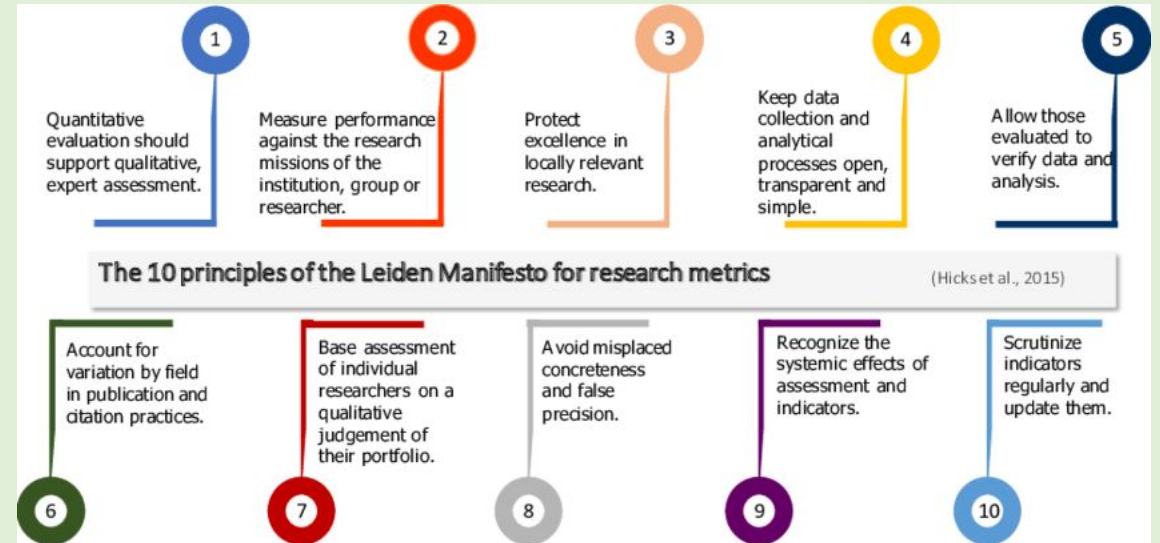 1
Quantitative
evaluation should
support qualitative,
expert assessment.
2
Measure performance
against the research
missions of the
institution, group or
researcher.
3
Protect
excellence in
locally relevant
research.
4
Keep data
collection and
analytical
processes open,
transparent and
simple.
5
Allow those
evaluated to
verify data and
analysis.
The 10 principles of the Leiden Manifesto for research metrics (Hicks et al., 2015)
Account for
variation by field
in publication and
citation practices.
6
Base assessment
of individual
researchers on a
qualitative
judgement of
their portfolio.
7
Avoid misplaced
concreteness
and false
precision.
8
Recognize the
systemic effects of
assessment and
indicators.
9
Scrutinize
indicators
regularly and
update them.
10